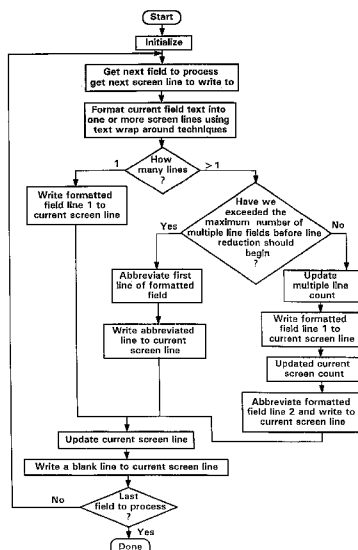 Start
Initialize
Get next field to process
get next screen line to write to
Format current field text into
one or more screen lines using
text wrap around techniques
How
many lines
?
1
>1
Write formatted
field line 1 to
current screen line
Have we
exceeded the
maximum number of
multiple line fields before line
reduction should
begin
?
Yes
No
Abbreviate first
line of formatted
field
Write abbreviated
line to current
screen line
Update
multiple line
count
Write formatted
field line 1 to
current screen line
Updated current
screen count
Abbreviate formatted
field line 2 and write to
current screen line
Update current screen line
Write a blank line to current screen line
Last
field to process
?
No
Yes
Done